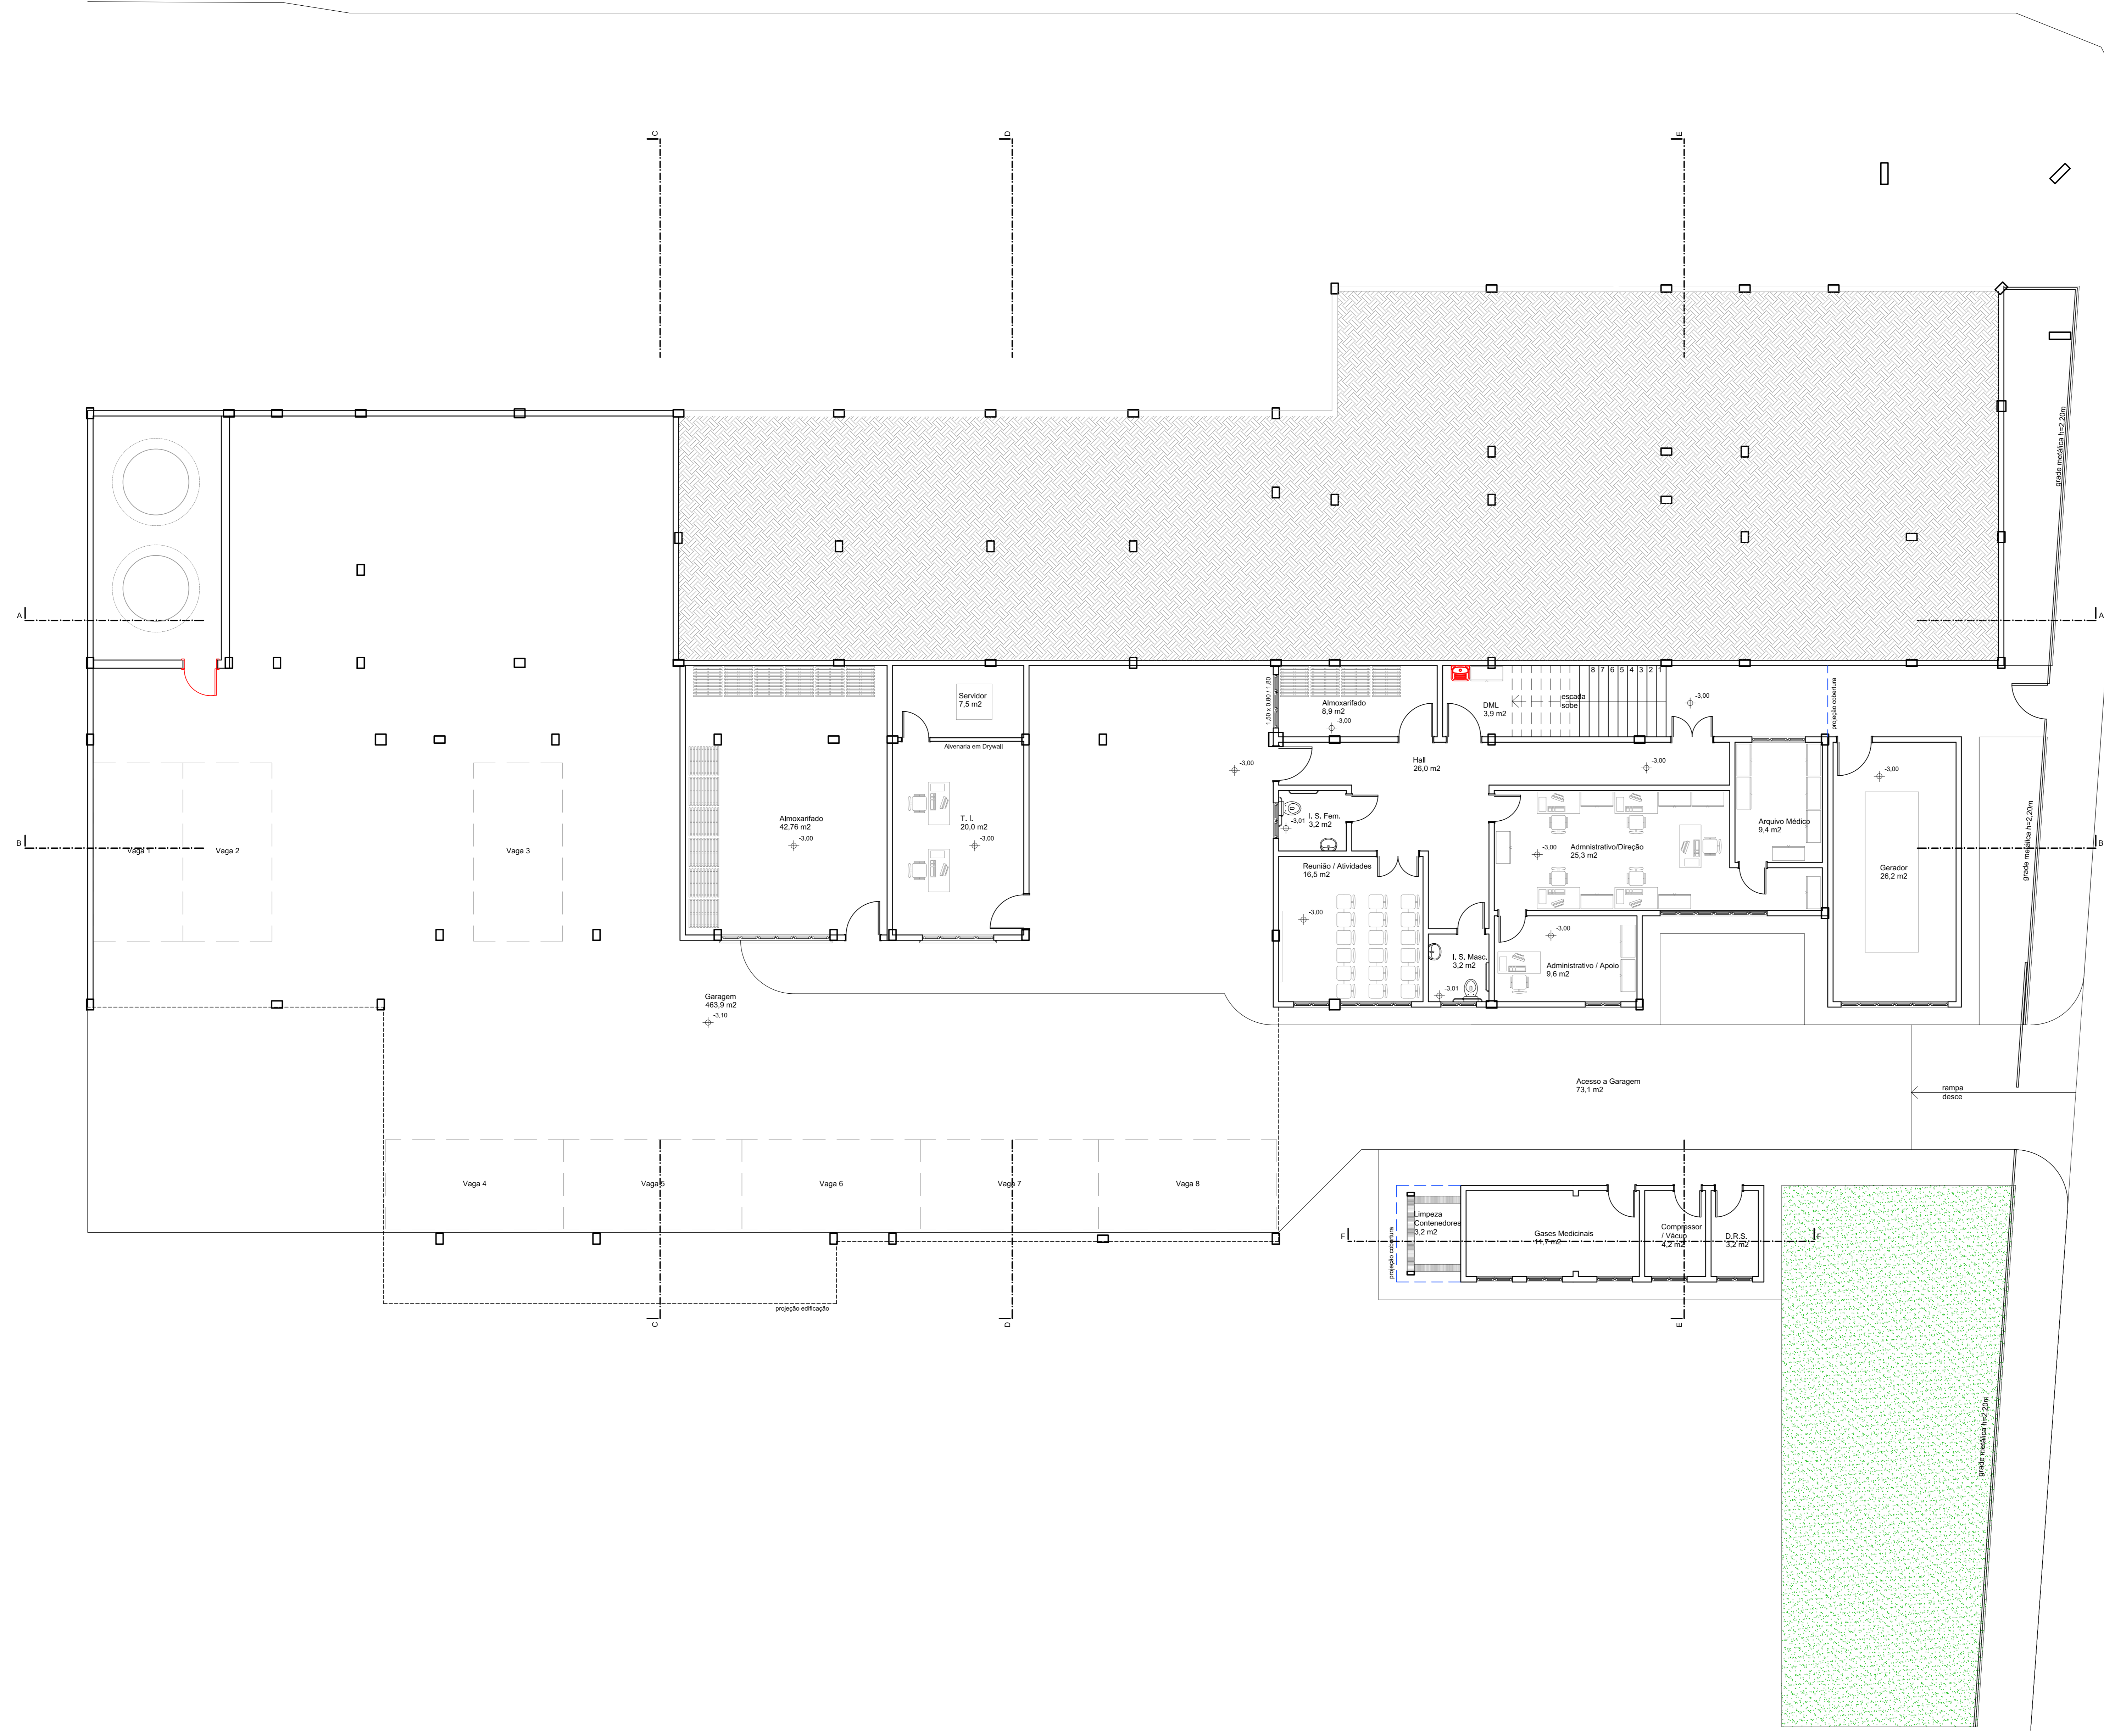 C
D
E
grade metálica h=2,20m
A
A
1,50 x 0,80 / 1,80
Almoxarifado
8,9 m2
-3,00
DML
3,9 m2
8 7 6 5 4 3 2 1
escada
sobe
-3,00
projeção cobertura
Servidor
7,5 m2
Alvenaria em Drywall
-3,00
Hall
26,0 m2
-3,00
-3,00
grade metálica h=2,20m
B
B
Vaga 1
Vaga 2
Vaga 3
Almoxarifado
42,76 m2
-3,00
T. I.
20,0 m2
-3,00
I. S. Fem.
3,2 m2
-3,01
Reunião / Atividades
16,5 m2
-3,00
Admnistrativo/Direção
25,3 m2
-3,00
Arquivo Médico
9,4 m2
Gerador
26,2 m2
I. S. Masc.
3,2 m2
-3,01
Administrativo / Apoio
9,6 m2
-3,00
Garagem
463,9 m2
-3,10
Acesso a Garagem
73,1 m2
rampa
desce
Vaga 4
Vaga 5
Vaga 6
Vaga 7
Vaga 8
projeção cobertura
Limpeza
Contenedores
3,2 m2
Gases Medicinais
11,7 m2
Compressor
/ Vácuo
4,2 m2
D.R.S.
3,2 m2
F
F
projeção edificação
C
D
E
grade metálica h=2,20m